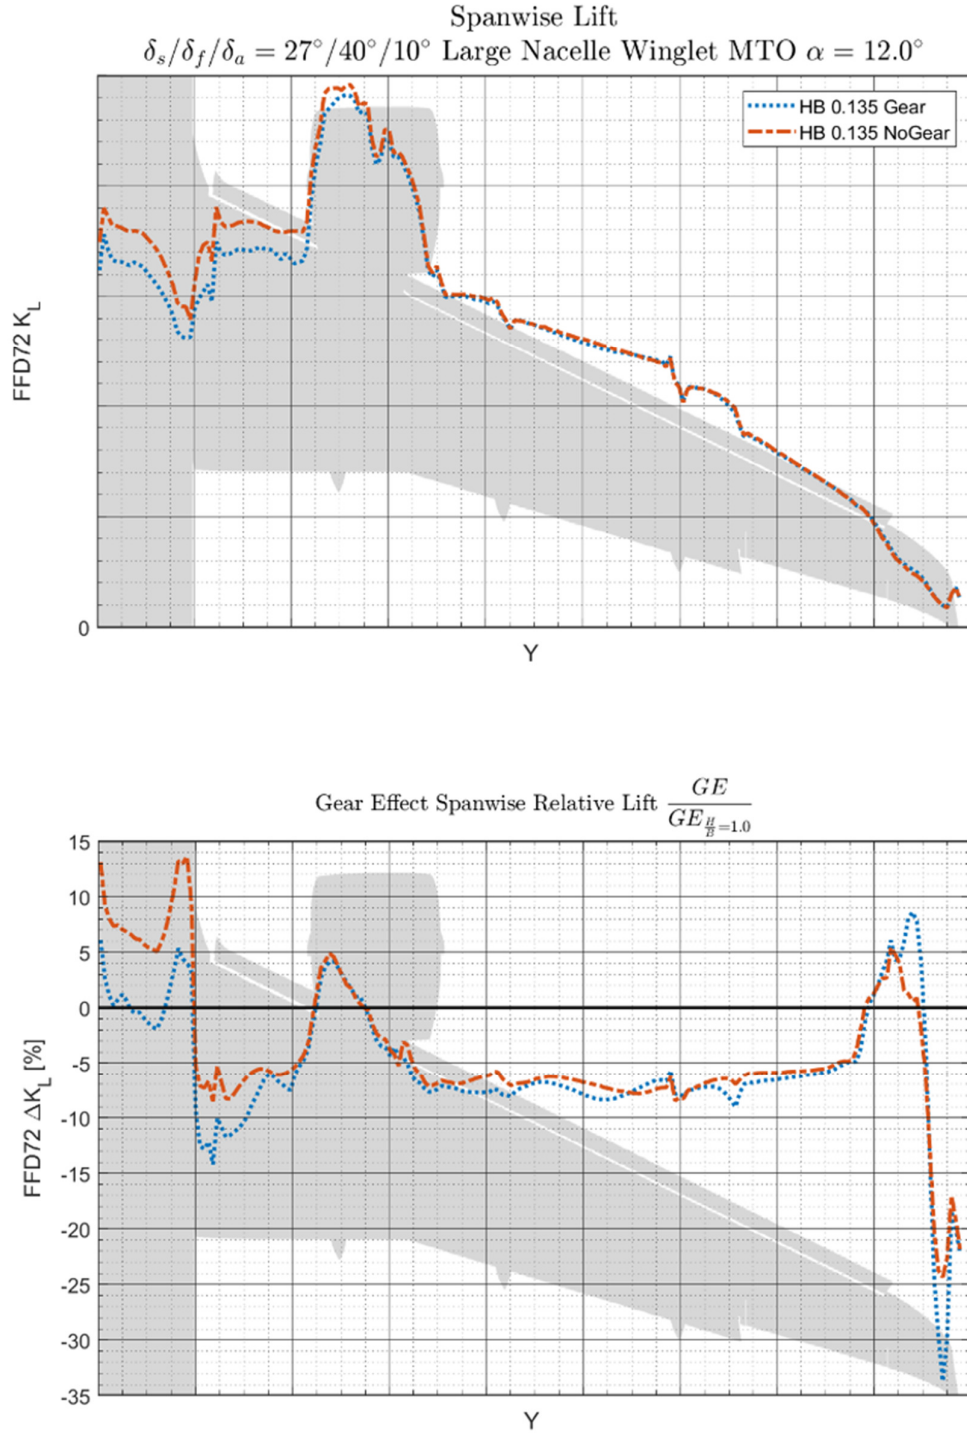 Spanwise Lift
δs/δf/δa = 27°/40°/10° Large Nacelle Winglet MTO α = 12.0°
HB 0.135 Gear
HB 0.135 NoGear
FFD72 KL
0
Y
Gear Effect Spanwise Relative Lift GE
GE H/B=1.0
15
10
5
0
-5
-10
-15
-20
-25
-30
-35
FFD72 ΔKL [%]
Y